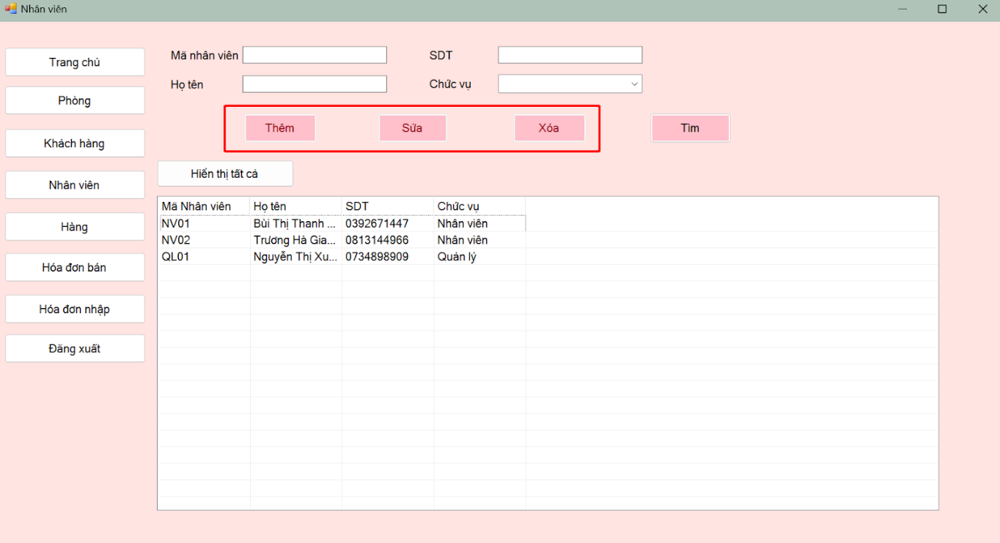 Nhân viên
Trang chủ
Phòng
Khách hàng
Nhân viên
Hàng
Hóa đơn bán
Hóa đơn nhập
Đăng xuất
Mã nhân viên SDT
Họ tên Chức vụ
Thêm Sửa Xóa Tìm
Hiển thị tất cả
Mã Nhân viên Họ tên SDT Chức vụ
NV01 Bùi Thị Thanh ... 0392671447 Nhân viên
NV02 Trương Hà Gia... 0813144966 Nhân viên
QL01 Nguyễn Thị Xu... 0734898909 Quản lý